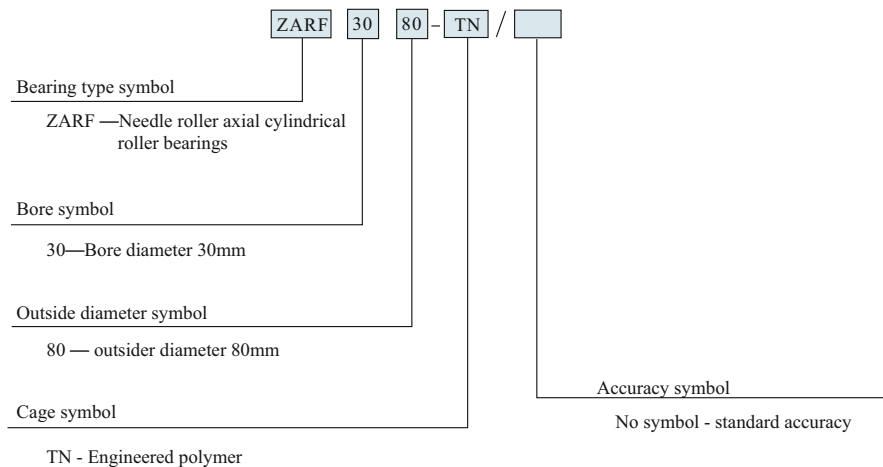 ZARF 30 80 - TN /
Bearing type symbol
ZARF —Needle roller axial cylindrical
roller bearings
Bore symbol
30—Bore diameter 30mm
Outside diameter symbol
80 — outsider diameter 80mm
Cage symbol
TN - Engineered polymer
Accuracy symbol
No symbol - standard accuracy